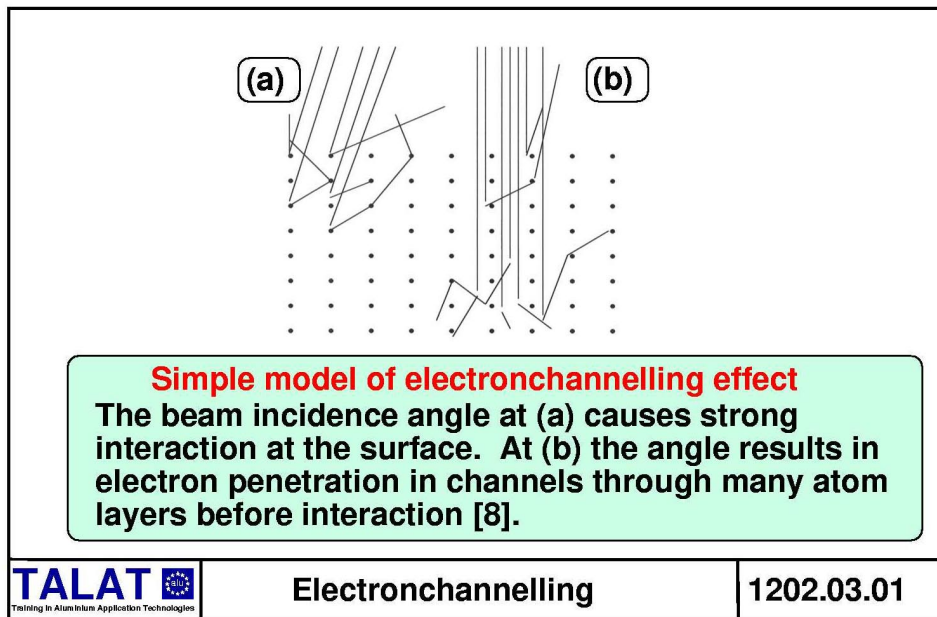 (a)
(b)
Simple model of electronchannelling effect
The beam incidence angle at (a) causes strong
interaction at the surface.  At (b) the angle results in
electron penetration in channels through many atom
layers before interaction [8].
TALAT alu
Training in Aluminium Application Technologies
Electronchannelling
1202.03.01